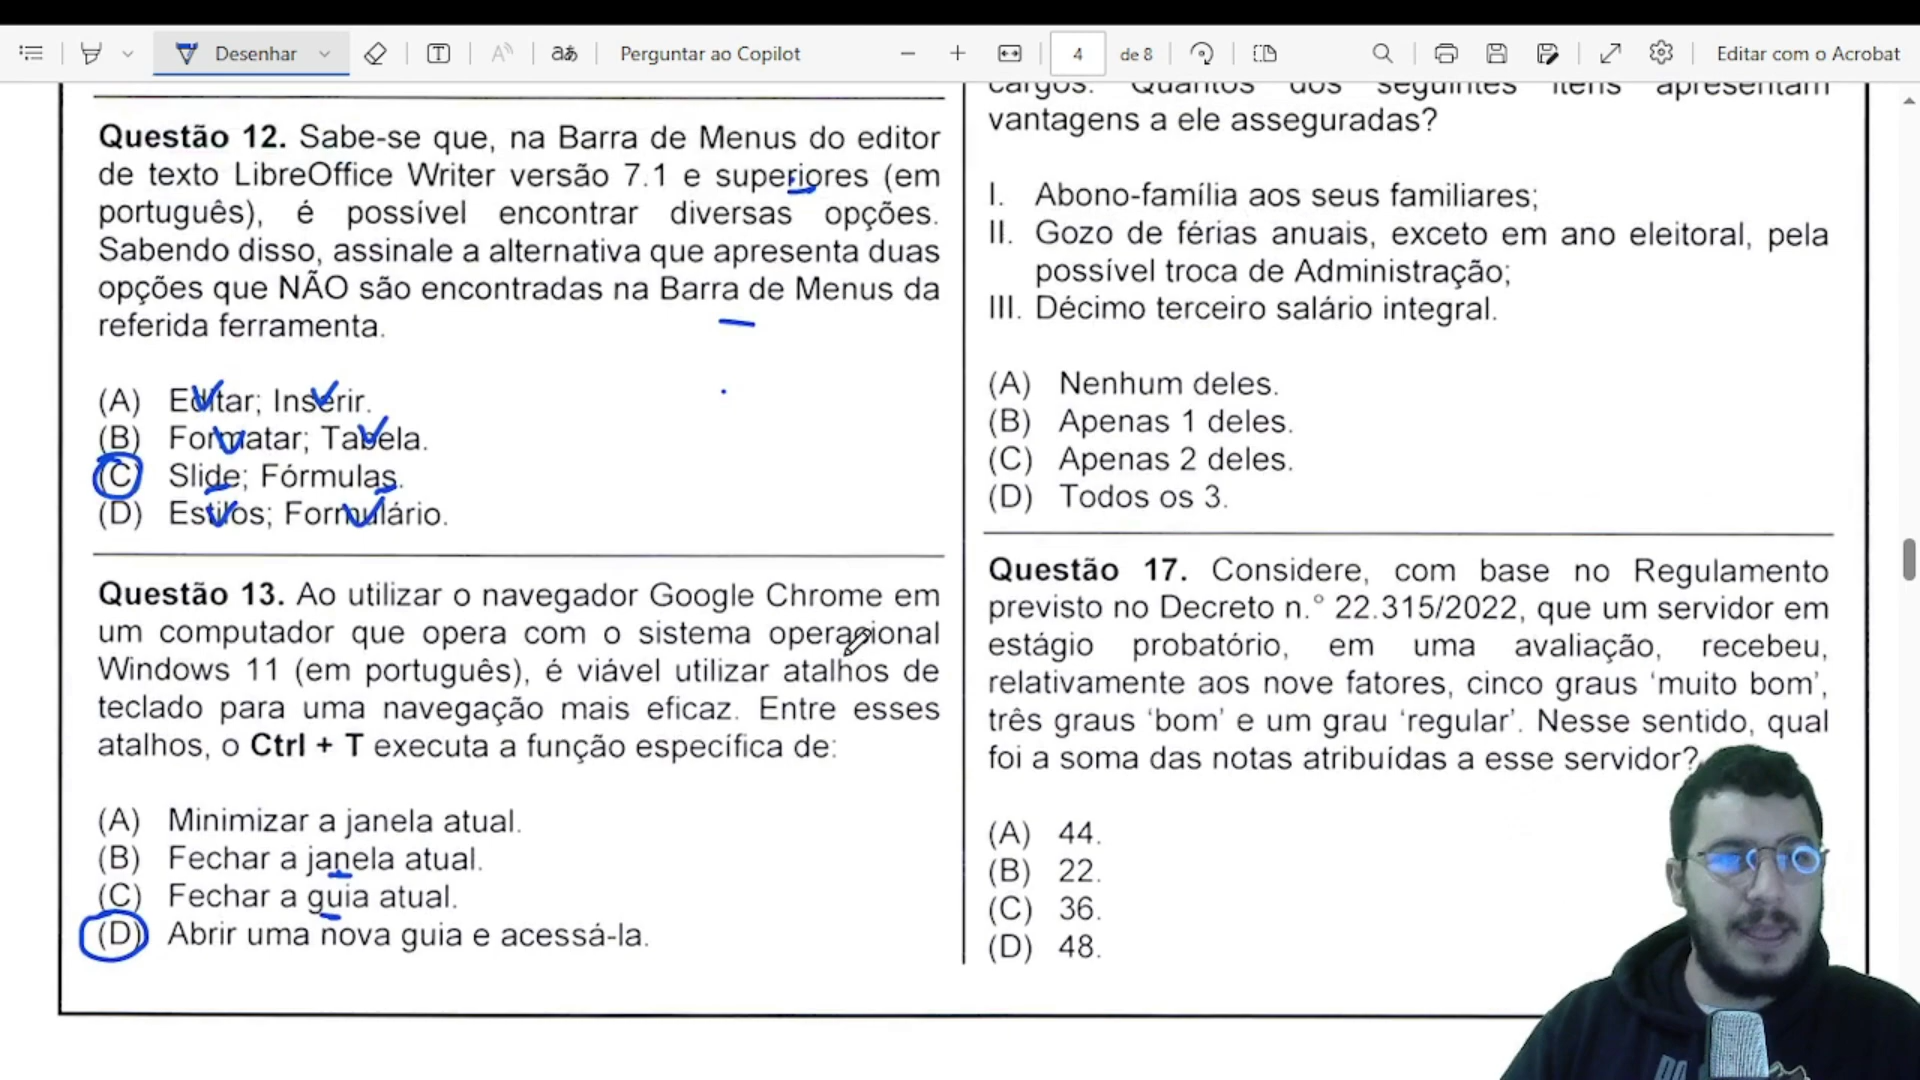 Desenhar
aあ
Perguntar ao Copilot
4
de 8
Editar com o Acrobat
Questão 12. Sabe-se que, na Barra de Menus do editor
de texto LibreOffice Writer versão 7.1 e superiores (em
português), é possível encontrar diversas opções.
Sabendo disso, assinale a alternativa que apresenta duas
opções que NÃO são encontradas na Barra de Menus da
referida ferramenta.
(A) Editar; Inserir.
(B) Formatar; Tabela.
(C) Slide; Fórmulas.
(D) Estilos; Formulário.
Questão 13. Ao utilizar o navegador Google Chrome em
um computador que opera com o sistema operacional
Windows 11 (em português), é viável utilizar atalhos de
teclado para uma navegação mais eficaz. Entre esses
atalhos, o Ctrl + T executa a função específica de:
(A) Minimizar a janela atual.
(B) Fechar a janela atual.
(C) Fechar a guia atual.
(D) Abrir uma nova guia e acessá-la.
cargos. Quantos dos seguintes itens apresentam
vantagens a ele asseguradas?
I. Abono-família aos seus familiares;
II. Gozo de férias anuais, exceto em ano eleitoral, pela
possível troca de Administração;
III. Décimo terceiro salário integral.
(A) Nenhum deles.
(B) Apenas 1 deles.
(C) Apenas 2 deles.
(D) Todos os 3.
Questão 17. Considere, com base no Regulamento
previsto no Decreto n.° 22.315/2022, que um servidor em
estágio probatório, em uma avaliação, recebeu,
relativamente aos nove fatores, cinco graus 'muito bom',
três graus 'bom' e um grau 'regular'. Nesse sentido, qual
foi a soma das notas atribuídas a esse servidor?
(A) 44.
(B) 22.
(C) 36.
(D) 48.